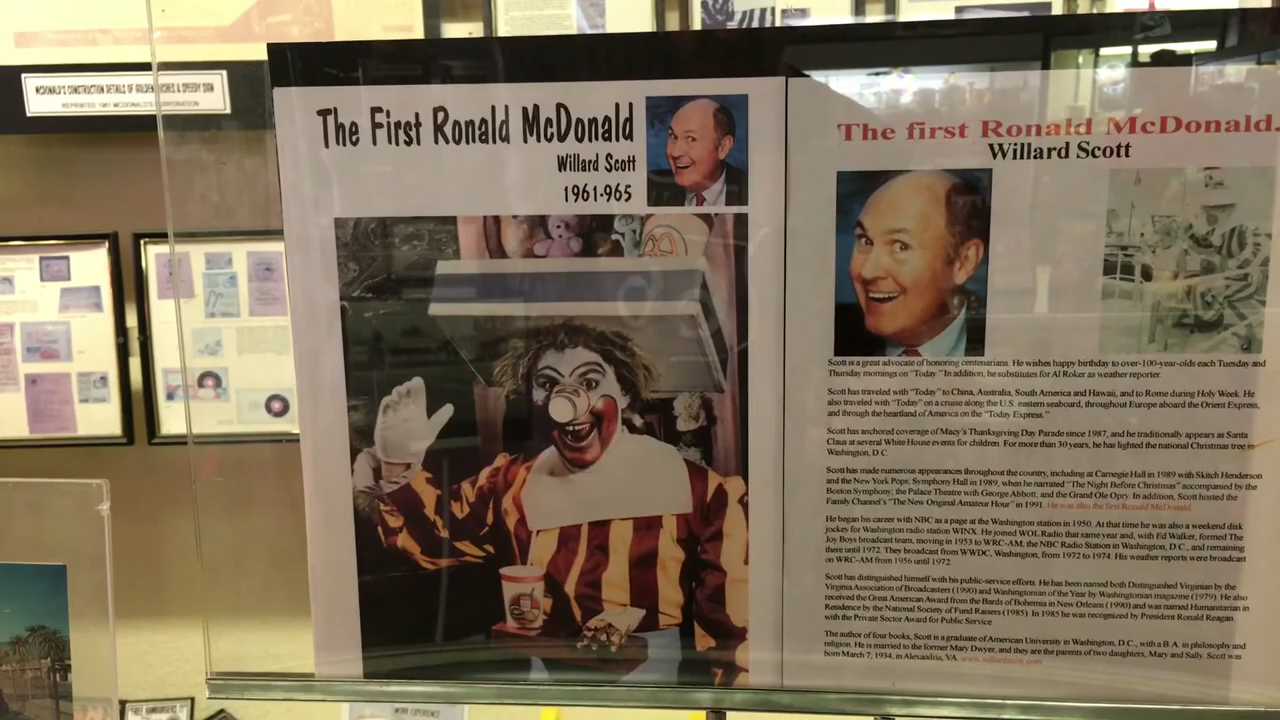 McDONALD'S CONSTRUCTION DETAILS OF GOLDEN ARCHES & SPEEDY SIGN
REPRINTED 1961 McDONALD'S CORPORATION
The First Ronald McDonald
Willard Scott
1961-965
The first Ronald McDonald.
Willard Scott
Scott is a great advocate of honoring centenarians. He wishes happy birthday to over-100-year-olds each Tuesday and
Thursday mornings on "Today." In addition, he substitutes for Al Roker as weather reporter.
Scott has traveled with "Today" to China, Australia, South America and Hawaii, and to Rome during Holy Week. He
also traveled with "Today" on a cruise along the U.S. eastern seaboard, throughout Europe aboard the Orient Express,
and through the heartland of America on the "Today Express."
Scott has anchored coverage of Macy's Thanksgiving Day Parade since 1987, and he traditionally appears as Santa
Claus at several White House events for children. For more than 30 years, he has lighted the national Christmas tree in
Washington, D.C.
Scott has made numerous appearances throughout the country, including at Carnegie Hall in 1989 with Skitch Henderson
and the New York Pops; Symphony Hall in 1989, when he narrated "The Night Before Christmas" accompanied by the
Boston Symphony; the Palace Theatre with George Abbott; and the Grand Ole Opry. In addition, Scott hosted the
Family Channel's "The New Original Amateur Hour" in 1991. He was also the first Ronald McDonald.
He began his career with NBC as a page at the Washington station in 1950. At that time he was also a weekend disk
jockey for Washington radio station WINX. He joined WOL Radio that same year and, with Ed Walker, formed The
Joy Boys broadcast team, moving in 1953 to WRC-AM, the NBC Radio Station in Washington, D.C., and remaining
there until 1972. They broadcast from WWDC, Washington, from 1972 to 1974. His weather reports were broadcast
on WRC-AM from 1956 until 1972.
Scott has distinguished himself with his public-service efforts. He has been named both Distinguished Virginian by the
Virginia Association of Broadcasters (1990) and Washingtonian of the Year by Washingtonian magazine (1979). He also
received the Great American Award from the Bards of Bohemia in New Orleans (1990) and was named Humanitarian in
Residence by the National Society of Fund Raisers (1985). In 1985 he was recognized by President Ronald Reagan
with the Private Sector Award for Public Service.
The author of four books, Scott is a graduate of American University in Washington, D.C., with a B.A. in philosophy and
religion. He is married to the former Mary Dwyer, and they are the parents of two daughters, Mary and Sally. Scott was
born March 7, 1934, in Alexandria, VA. www.willardscott.com
FREE HAMBURGERS
WORK EXPERIENCE